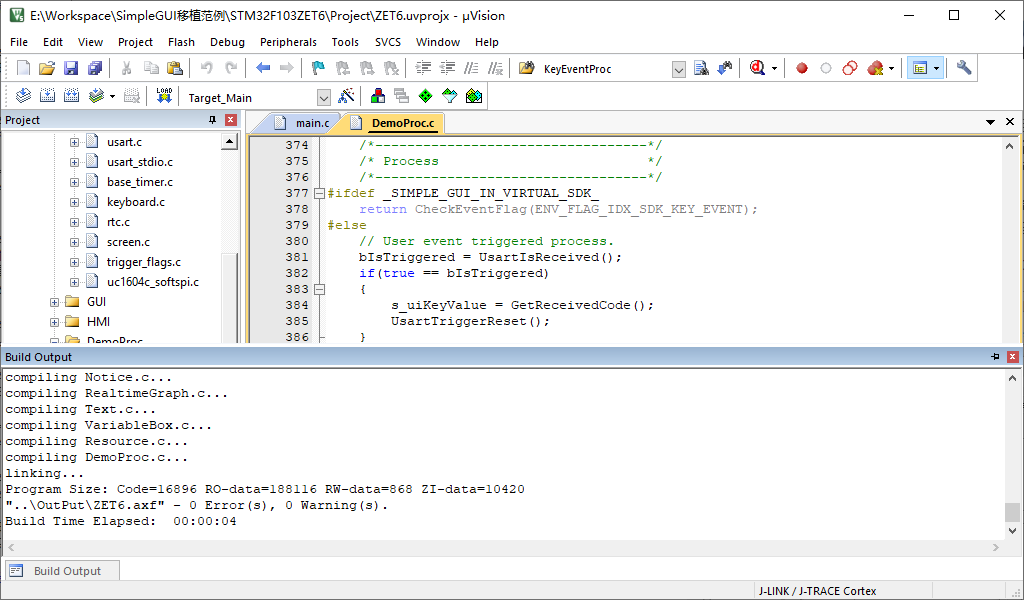 E:\Workspace\SimpleGUI移植范例\STM32F103ZET6\Project\ZET6.uvprojx - µVision
File Edit View Project Flash Debug Peripherals Tools SVCS Window Help
KeyEventProc
LOAD
Target_Main
Project
main.c
DemoProc.c
usart.c
usart_stdio.c
base_timer.c
keyboard.c
rtc.c
screen.c
trigger_flags.c
uc1604c_softspi.c
GUI
HMI
DemoProc
374 /*----------------------------------*/
375 /* Process */
376 /*----------------------------------*/
377 #ifdef _SIMPLE_GUI_IN_VIRTUAL_SDK_
378 return CheckEventFlag(ENV_FLAG_IDX_SDK_KEY_EVENT);
379 #else
380 // User event triggered process.
381 bIsTriggered = UsartIsReceived();
382 if(true == bIsTriggered)
383 {
384 s_uiKeyValue = GetReceivedCode();
385 UsartTriggerReset();
386 }
Build Output
compiling Notice.c...
compiling RealtimeGraph.c...
compiling Text.c...
compiling VariableBox.c...
compiling Resource.c...
compiling DemoProc.c...
linking...
Program Size: Code=16896 RO-data=188116 RW-data=868 ZI-data=10420
"..\OutPut\ZET6.axf" - 0 Error(s), 0 Warning(s).
Build Time Elapsed: 00:00:04
Build Output
J-LINK / J-TRACE Cortex